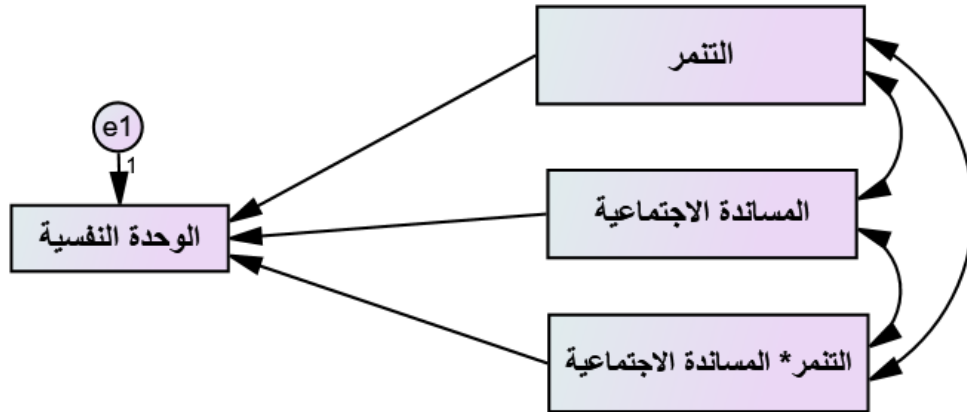 التنمر
e1
1
المساندة الاجتماعية
الوحدة النفسية
التنمر* المساندة الاجتماعية